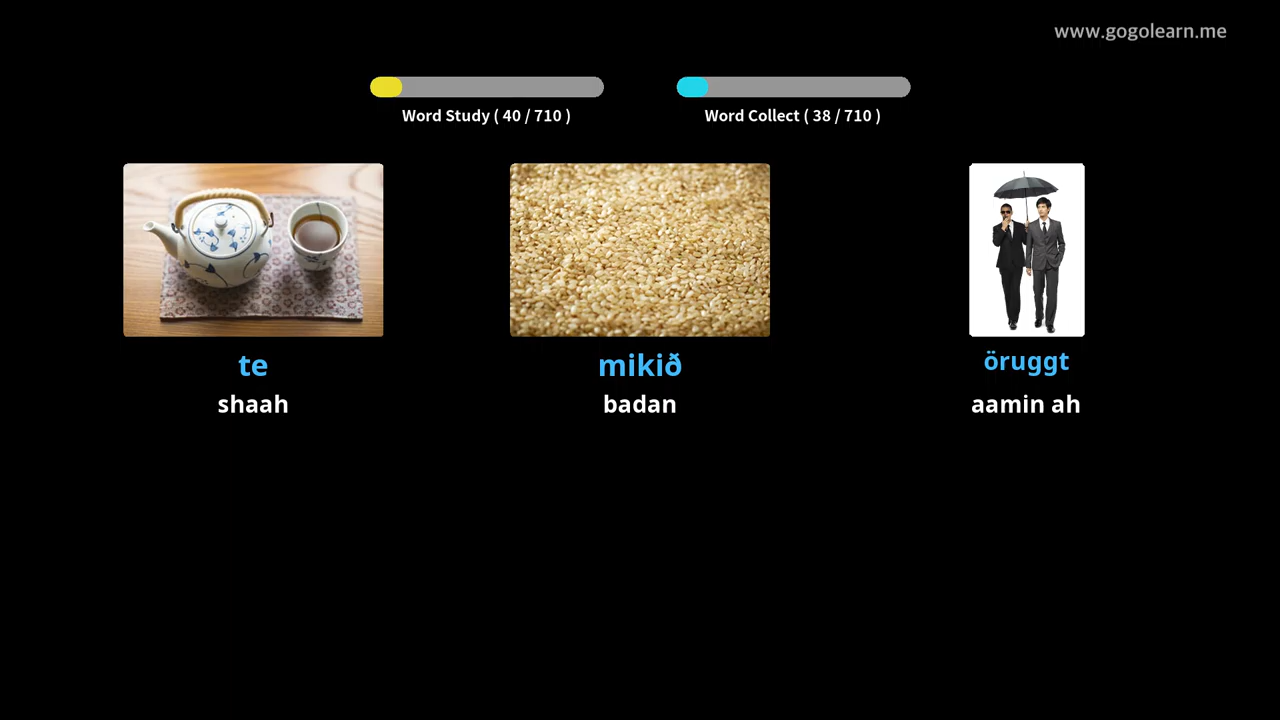 www.gogolearn.me
Word Study ( 40 / 710 )
Word Collect ( 38 / 710 )
te
shaah
mikið
badan
öruggt
aamin ah